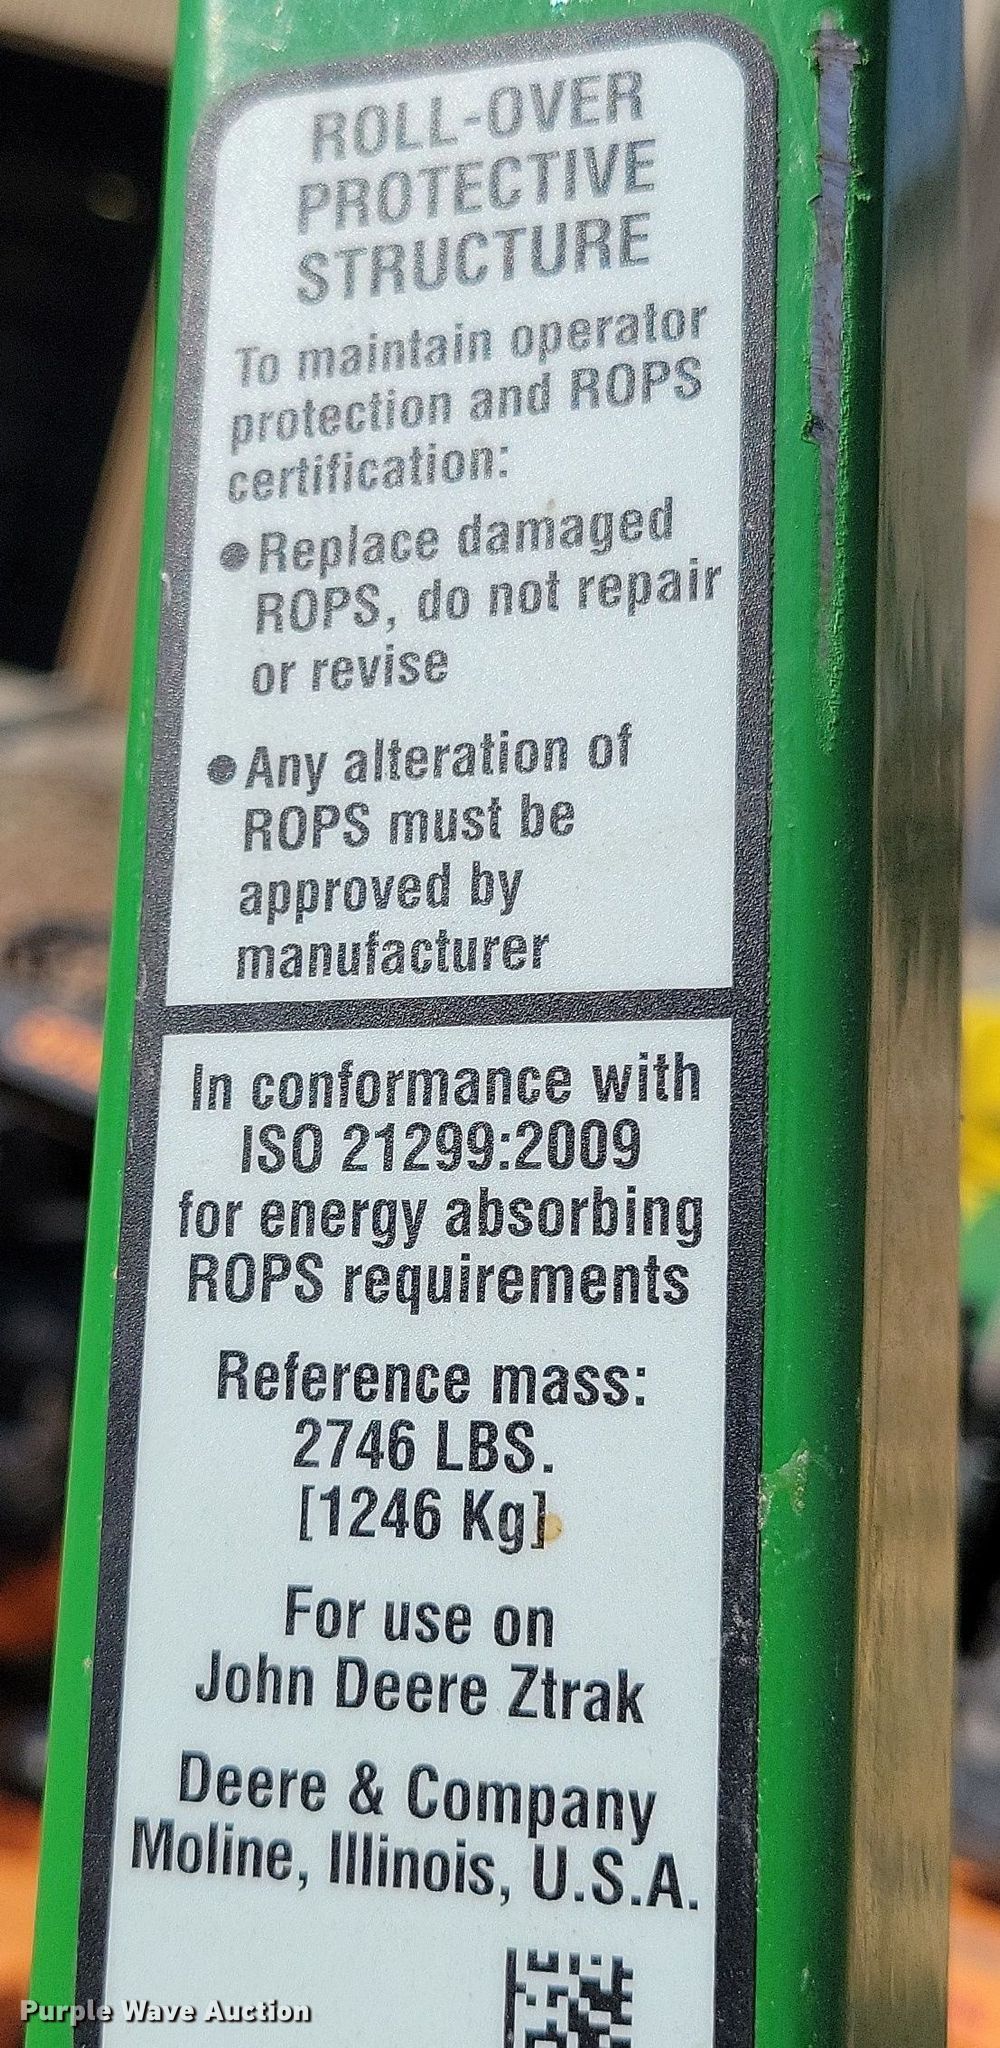 ROLL-OVER
PROTECTIVE
STRUCTURE
To maintain operator
protection and ROPS
certification:
● Replace damaged
ROPS, do not repair
or revise
● Any alteration of
ROPS must be
approved by
manufacturer
In conformance with
ISO 21299:2009
for energy absorbing
ROPS requirements
Reference mass:
2746 LBS.
[1246 Kg]
For use on
John Deere Ztrak
Deere & Company
Moline, Illinois, U.S.A.
Purple Wave Auction